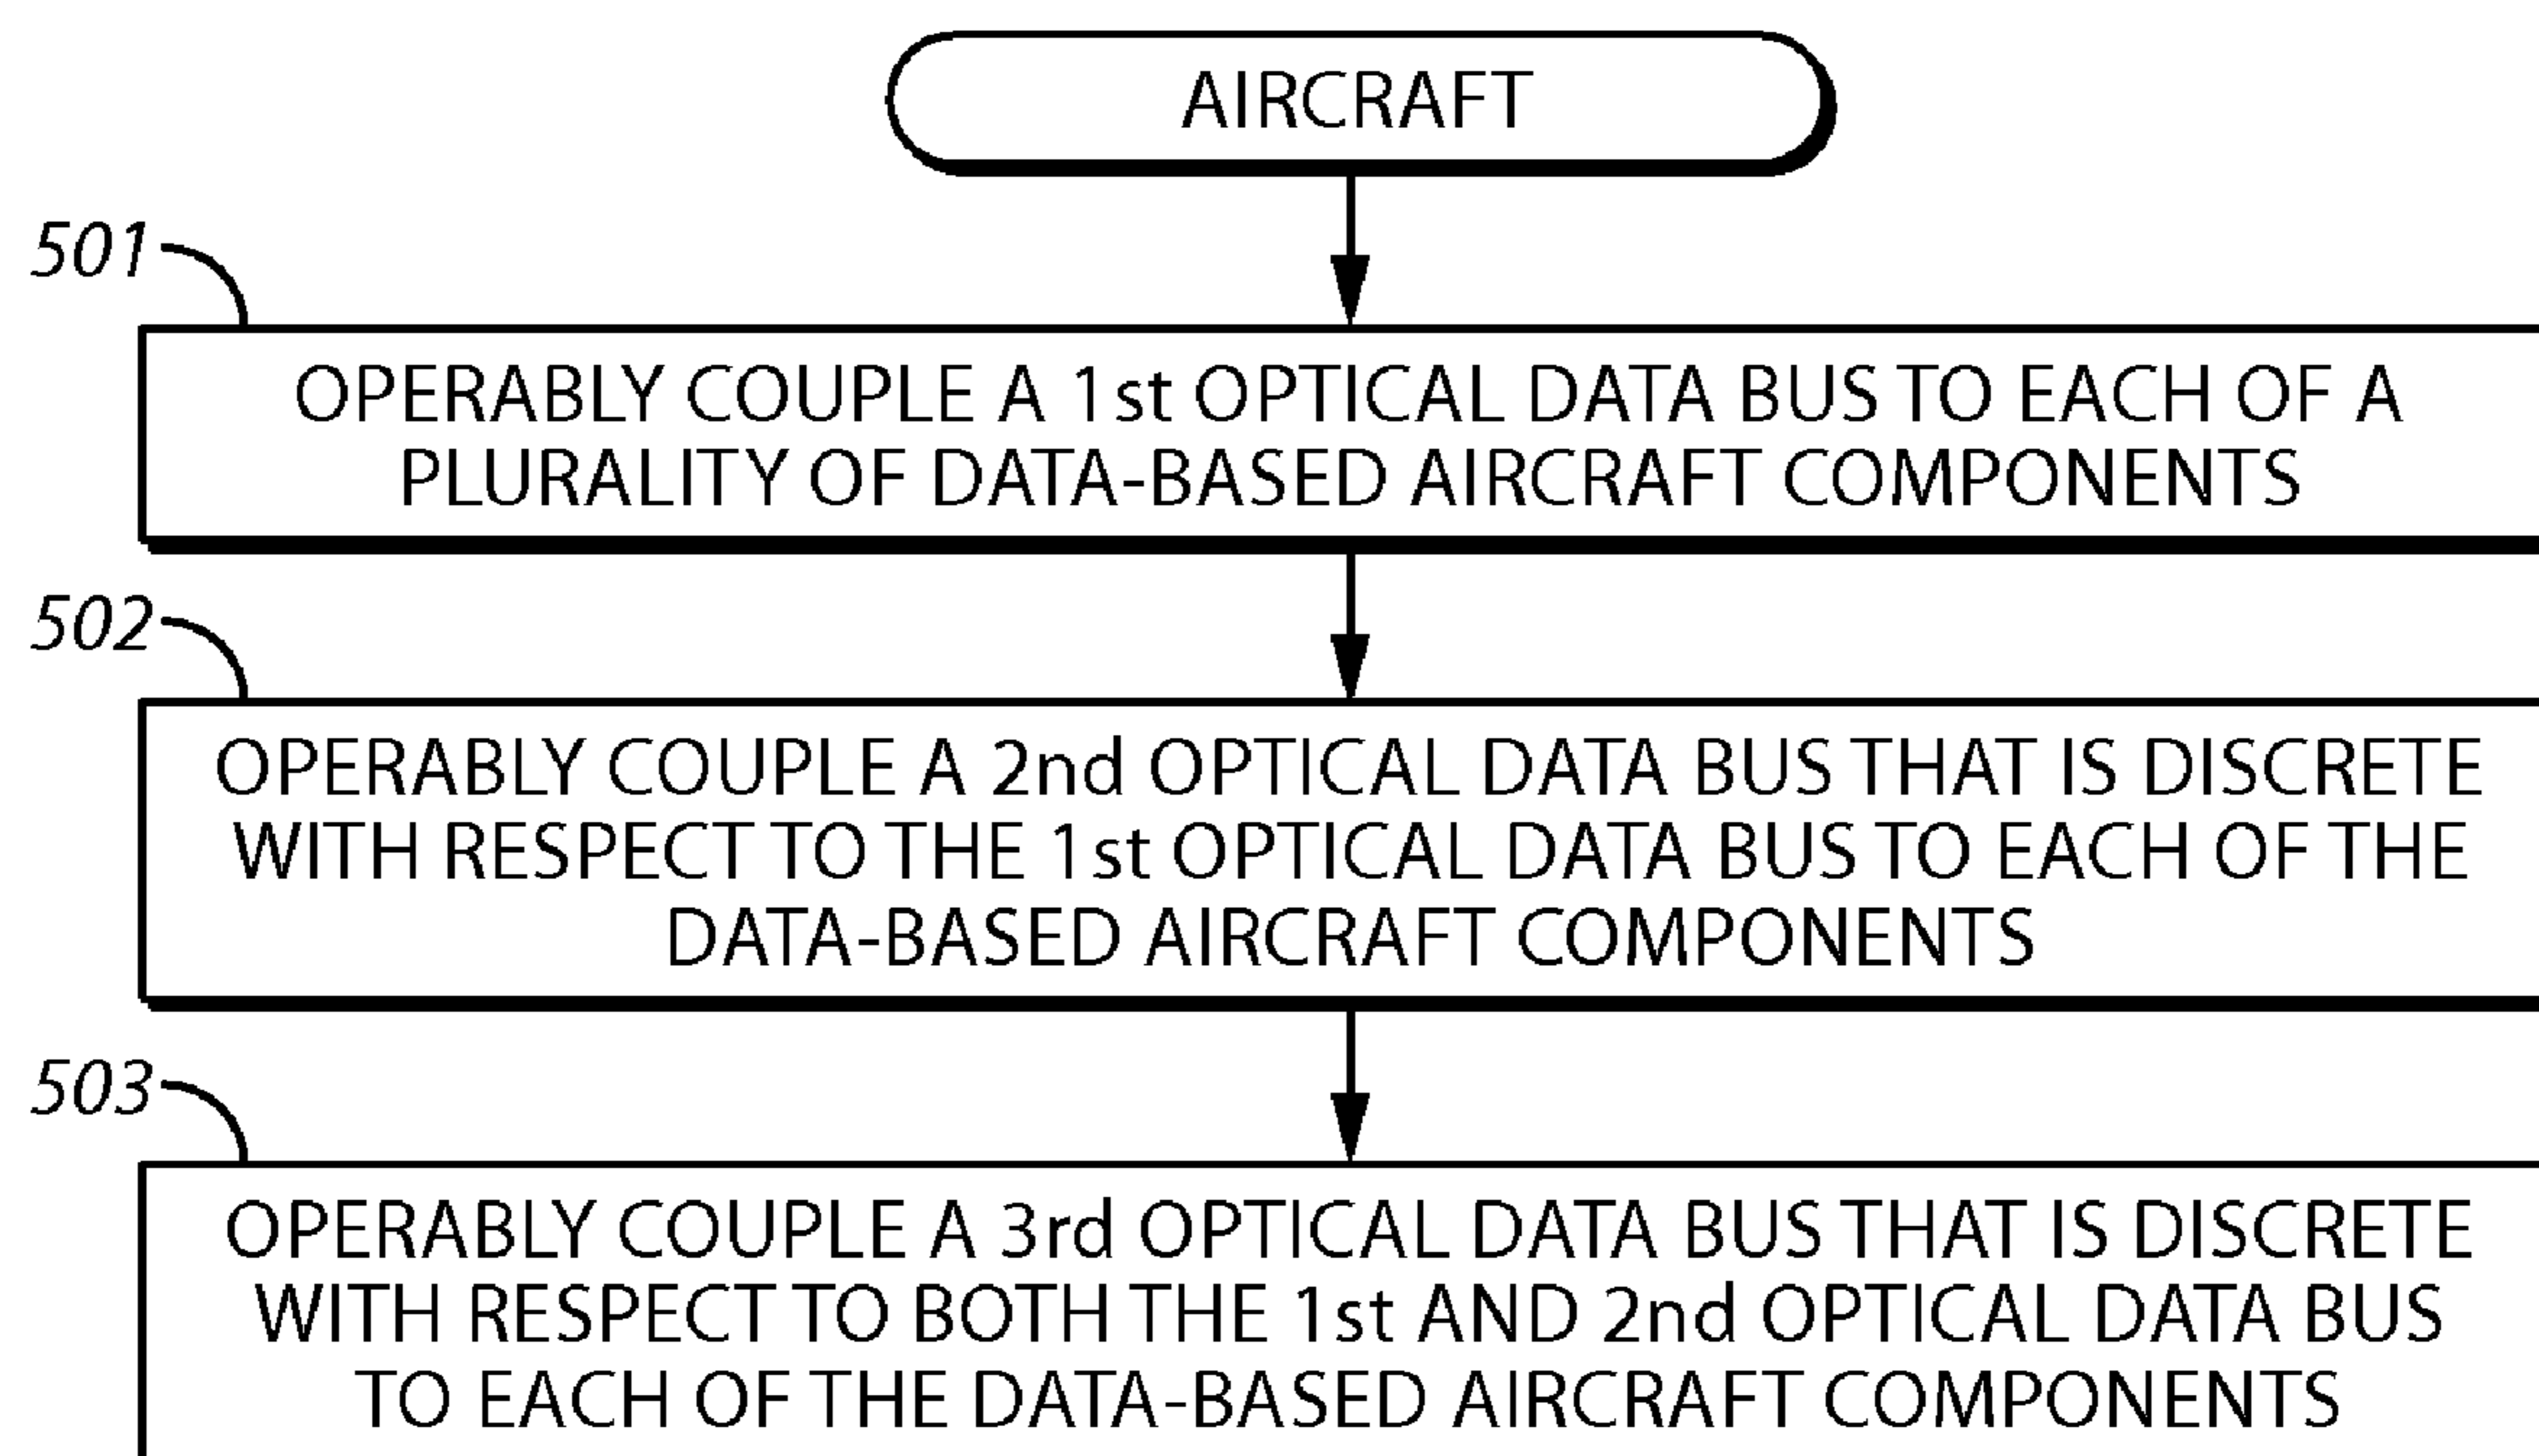 AIRCRAFT
501
OPERABLY COUPLE A 1st OPTICAL DATA BUS TO EACH OF A
PLURALITY OF DATA-BASED AIRCRAFT COMPONENTS
502
OPERABLY COUPLE A 2nd OPTICAL DATA BUS THAT IS DISCRETE
WITH RESPECT TO THE 1st OPTICAL DATA BUS TO EACH OF THE
DATA-BASED AIRCRAFT COMPONENTS
503
OPERABLY COUPLE A 3rd OPTICAL DATA BUS THAT IS DISCRETE
WITH RESPECT TO BOTH THE 1st AND 2nd OPTICAL DATA BUS
TO EACH OF THE DATA-BASED AIRCRAFT COMPONENTS